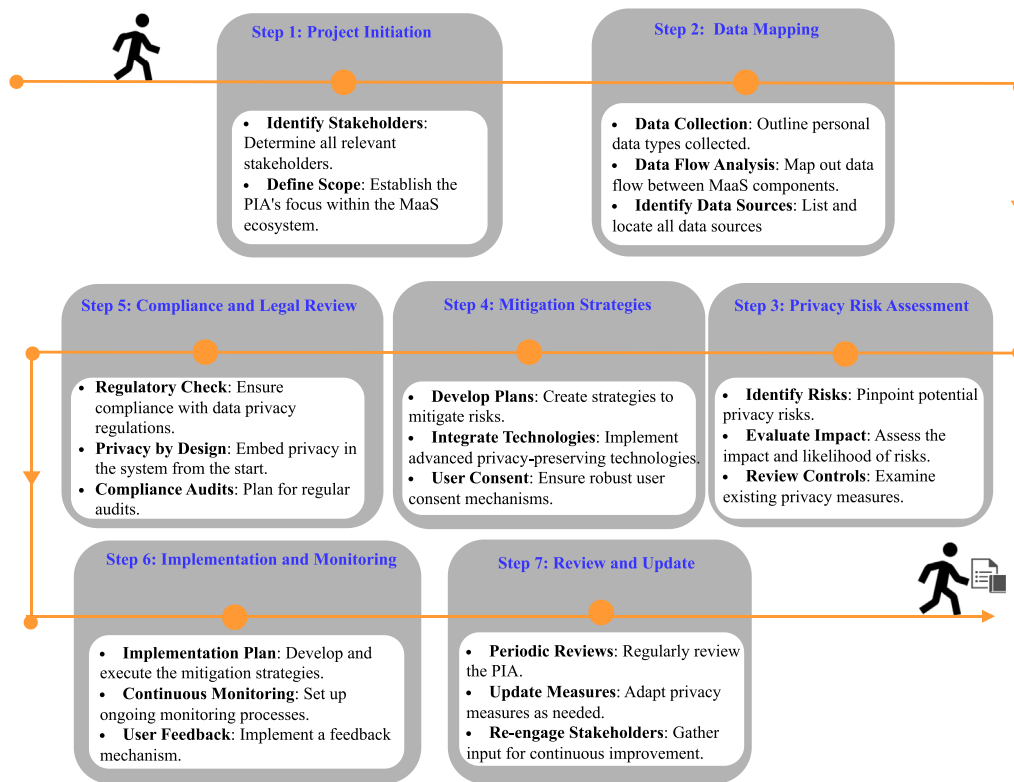 Step 1: Project Initiation
• Identify Stakeholders:
Determine all relevant
stakeholders.
• Define Scope: Establish the
PIA's focus within the MaaS
ecosystem.
Step 2: Data Mapping
• Data Collection: Outline personal
data types collected.
• Data Flow Analysis: Map out data
flow between MaaS components.
• Identify Data Sources: List and
locate all data sources
Step 3: Privacy Risk Assessment
• Identify Risks: Pinpoint potential
privacy risks.
• Evaluate Impact: Assess the
impact and likelihood of risks.
• Review Controls: Examine
existing privacy measures.
Step 4: Mitigation Strategies
• Develop Plans: Create strategies to
mitigate risks.
• Integrate Technologies: Implement
advanced privacy-preserving technologies.
• User Consent: Ensure robust user
consent mechanisms.
Step 5: Compliance and Legal Review
• Regulatory Check: Ensure
compliance with data privacy
regulations.
• Privacy by Design: Embed privacy in
the system from the start.
• Compliance Audits: Plan for regular
audits.
Step 6: Implementation and Monitoring
• Implementation Plan: Develop and
execute the mitigation strategies.
• Continuous Monitoring: Set up
ongoing monitoring processes.
• User Feedback: Implement a feedback
mechanism.
Step 7: Review and Update
• Periodic Reviews: Regularly review
the PIA.
• Update Measures: Adapt privacy
measures as needed.
• Re-engage Stakeholders: Gather
input for continuous improvement.